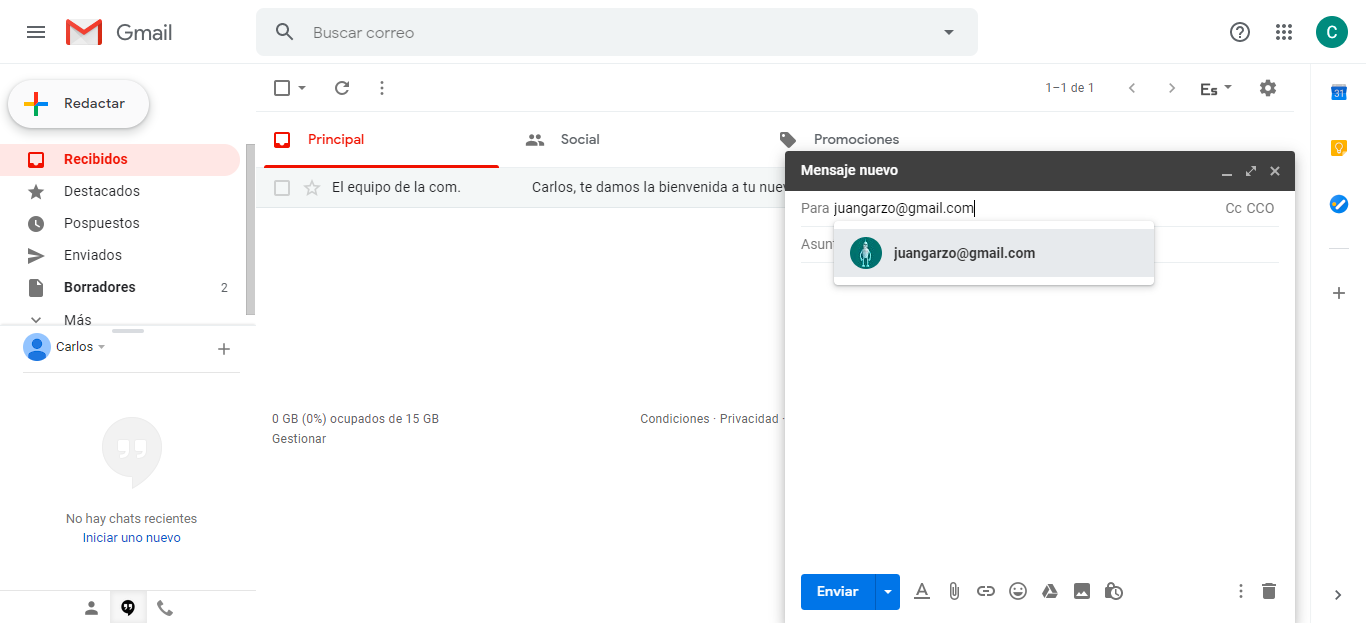 Gmail
Buscar correo
C
Redactar
1–1 de 1
Es
31
Recibidos
Destacados
Pospuestos
Enviados
Borradores 2
Más
Principal
Social
Promociones
El equipo de la com. Carlos, te damos la bienvenida a tu nuev
Mensaje nuevo
Para juangarzo@gmail.com
Cc CCO
Asun
juangarzo@gmail.com
Carlos
0 GB (0%) ocupados de 15 GB
Gestionar
Condiciones · Privacidad ·
No hay chats recientes
Iniciar uno nuevo
Enviar